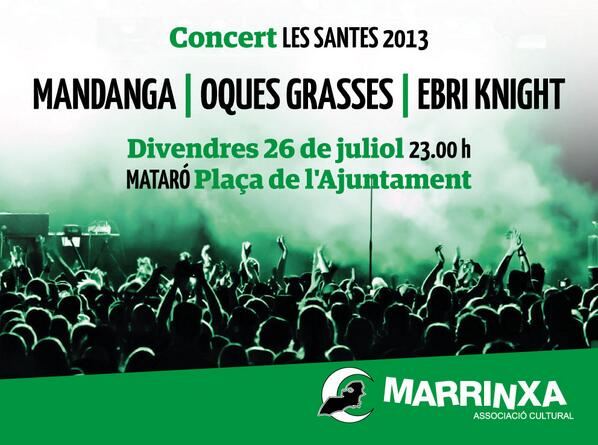 Concert LES SANTES 2013
MANDANGA | OQUES GRASSES | EBRI KNIGHT
Divendres 26 de juliol 23.00 h
MATARÓ Plaça de l'Ajuntament
MARRINXA
ASSOCIACIÓ CULTURAL